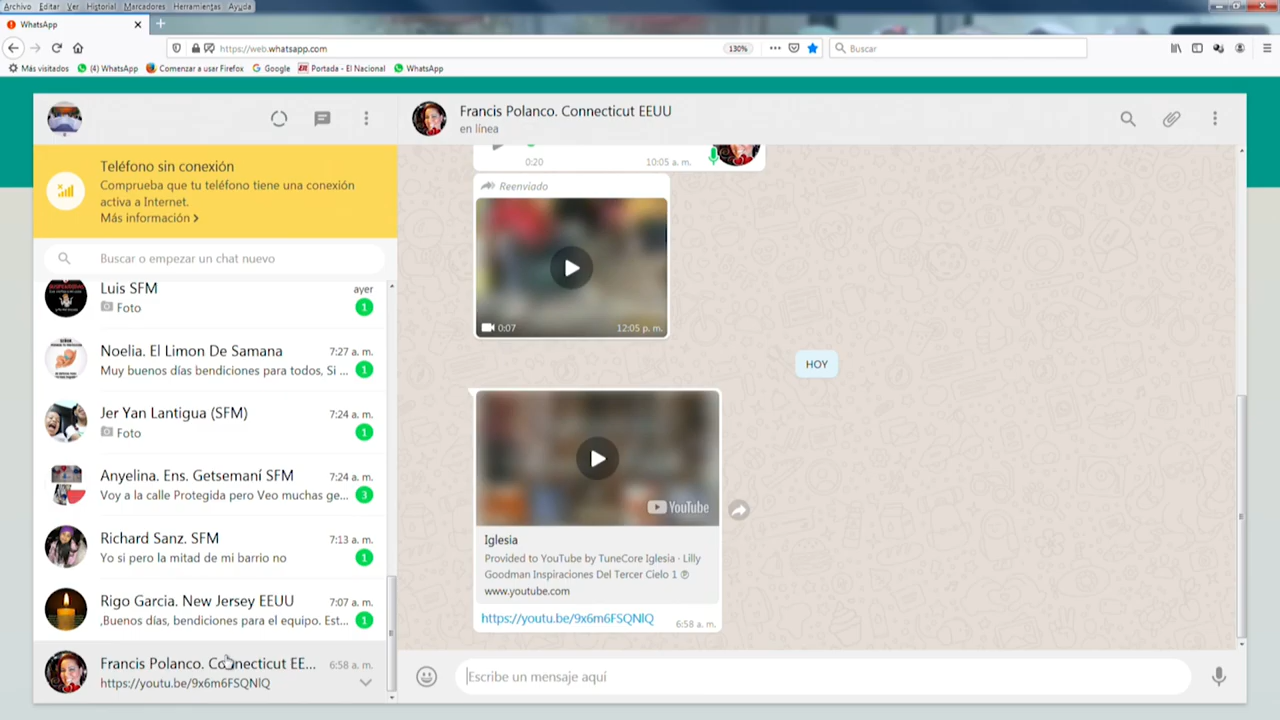 Archivo Editar Ver Historial Marcadores Herramientas Ayuda
WhatsApp
https://web.whatsapp.com
130%
Buscar
Más visitados
(4) WhatsApp
Comenzar a usar Firefox
Google
Portada - El Nacional
WhatsApp
Teléfono sin conexión
Comprueba que tu teléfono tiene una conexión
activa a Internet.
Más información
Buscar o empezar un chat nuevo
Luis SFM
ayer
Foto
1
Noelia. El Limon De Samana
7:27 a. m.
Muy buenos días bendiciones para todos, Si ...
1
Jer Yan Lantigua (SFM)
7:24 a. m.
Foto
1
Anyelina. Ens. Getsemaní SFM
7:24 a. m.
Voy a la calle Protegida pero Veo muchas ge...
3
Richard Sanz. SFM
7:13 a. m.
Yo si pero la mitad de mi barrio no
1
Rigo Garcia. New Jersey EEUU
7:07 a. m.
,Buenos días, bendiciones para el equipo. Est...
1
Francis Polanco. Connecticut EE...
6:58 a. m.
https://youtu.be/9x6m6FSQNlQ
Francis Polanco. Connecticut EEUU
en línea
0:20
10:05 a. m.
Reenviado
0:07
12:05 p. m.
HOY
YouTube
Iglesia
Provided to YouTube by TuneCore Iglesia · Lilly
Goodman Inspiraciones Del Tercer Cielo 1 ℗
www.youtube.com
https://youtu.be/9x6m6FSQNlQ
6:58 a. m.
Escribe un mensaje aquí